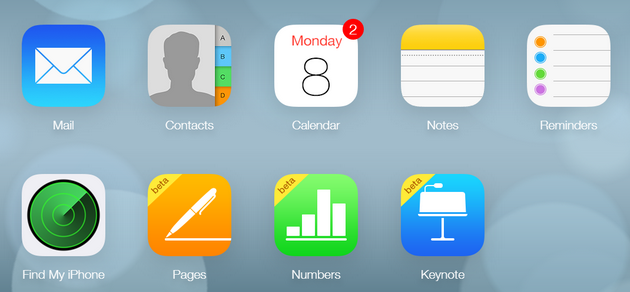 Monday
2
8
A
B
C
D
Mail
Contacts
Calendar
Notes
Reminders
beta
beta
beta
Find My iPhone
Pages
Numbers
Keynote